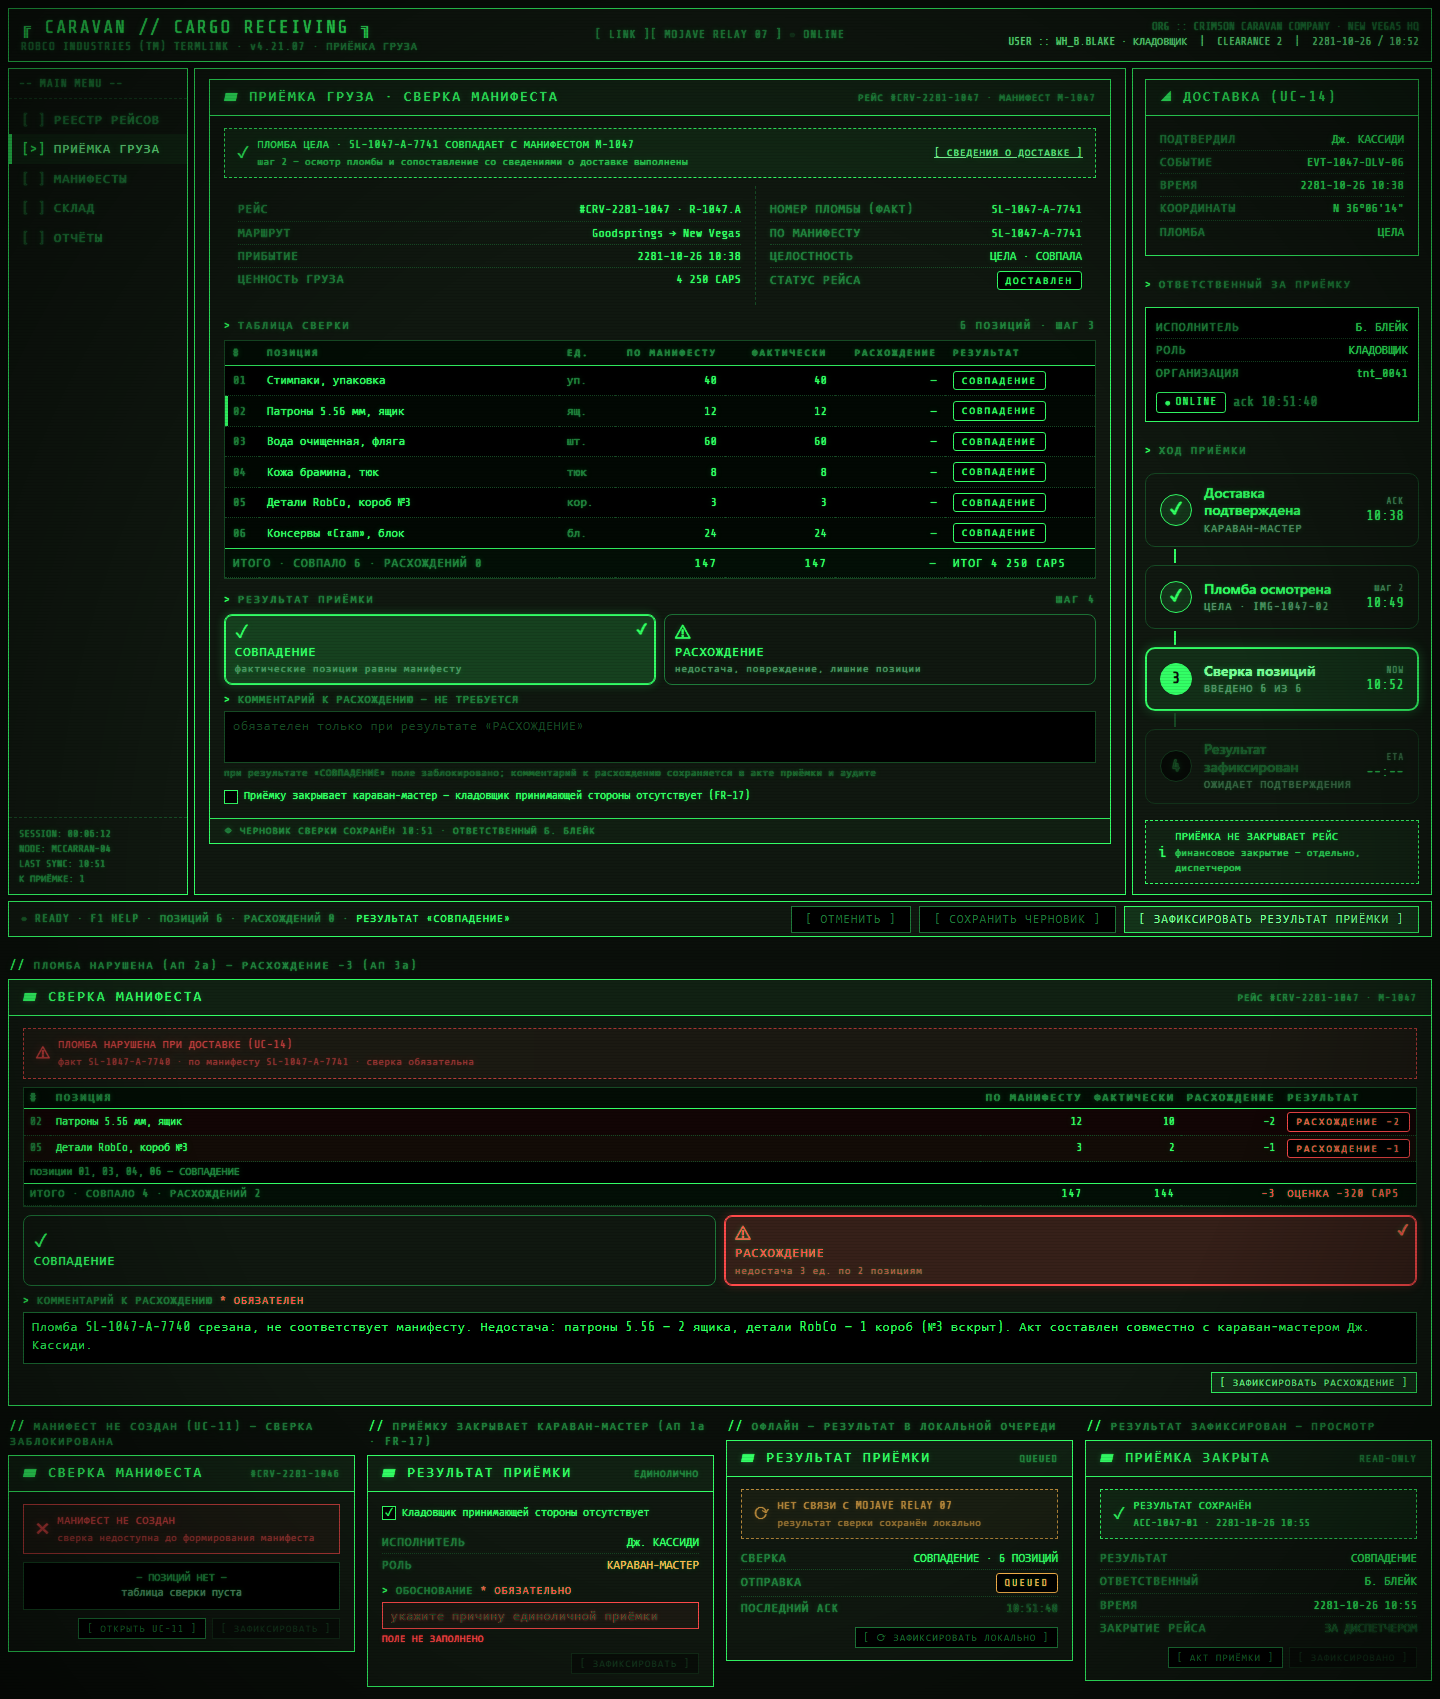 ╔ CARAVAN // CARGO RECEIVING ╗
ROBCO INDUSTRIES (TM) TERMLINK · v4.21.07 · ПРИЁМКА ГРУЗА
[ LINK ][ MOJAVE RELAY 07 ] ● ONLINE
ORG :: CRIMSON CARAVAN COMPANY · NEW VEGAS HQ
USER :: WH_B.BLAKE · КЛАДОВЩИК | CLEARANCE 2 | 2281-10-26 / 10:52
-- MAIN MENU --
[ ] РЕЕСТР РЕЙСОВ
[>] ПРИЁМКА ГРУЗА
[ ] МАНИФЕСТЫ
[ ] СКЛАД
[ ] ОТЧЁТЫ
SESSION: 00:06:12
NODE: MCCARRAN-04
LAST SYNC: 10:51
К ПРИЁМКЕ: 1
ПРИЁМКА ГРУЗА · СВЕРКА МАНИФЕСТА
РЕЙС #CRV-2281-1047 · МАНИФЕСТ M-1047
✓ ПЛОМБА ЦЕЛА · SL-1047-A-7741 СОВПАДАЕТ С МАНИФЕСТОМ M-1047
шаг 2 — осмотр пломбы и сопоставление со сведениями о доставке выполнены
[ СВЕДЕНИЯ О ДОСТАВКЕ ]
РЕЙС #CRV-2281-1047 · R-1047.A
МАРШРУТ Goodsprings → New Vegas
ПРИБЫТИЕ 2281-10-26 10:38
ЦЕННОСТЬ ГРУЗА 4 250 CAPS
НОМЕР ПЛОМБЫ (ФАКТ) SL-1047-A-7741
ПО МАНИФЕСТУ SL-1047-A-7741
ЦЕЛОСТНОСТЬ ЦЕЛА · СОВПАЛА
СТАТУС РЕЙСА ДОСТАВЛЕН
> ТАБЛИЦА СВЕРКИ 6 ПОЗИЦИЙ · ШАГ 3
# ПОЗИЦИЯ ЕД. ПО МАНИФЕСТУ ФАКТИЧЕСКИ РАСХОЖДЕНИЕ РЕЗУЛЬТАТ
01 Стимпаки, упаковка уп. 40 40 — СОВПАДЕНИЕ
02 Патроны 5.56 мм, ящик ящ. 12 12 — СОВПАДЕНИЕ
03 Вода очищенная, фляга шт. 60 60 — СОВПАДЕНИЕ
04 Кожа брамина, тюк тюк 8 8 — СОВПАДЕНИЕ
05 Детали RobCo, короб №3 кор. 3 3 — СОВПАДЕНИЕ
06 Консервы «Cram», блок бл. 24 24 — СОВПАДЕНИЕ
ИТОГО · СОВПАЛО 6 · РАСХОЖДЕНИЙ 0 147 147 — ИТОГ 4 250 CAPS
> РЕЗУЛЬТАТ ПРИЁМКИ ШАГ 4
✓ ✓
СОВПАДЕНИЕ
фактические позиции равны манифесту
⚠
РАСХОЖДЕНИЕ
недостача, повреждение, лишние позиции
> КОММЕНТАРИЙ К РАСХОЖДЕНИЮ — НЕ ТРЕБУЕТСЯ
обязателен только при результате «РАСХОЖДЕНИЕ»
при результате «СОВПАДЕНИЕ» поле заблокировано; комментарий к расхождению сохраняется в акте приёмки и аудите
Приёмку закрывает караван-мастер — кладовщик принимающей стороны отсутствует (FR-17)
ЧЕРНОВИК СВЕРКИ СОХРАНЁН 10:51 · ОТВЕТСТВЕННЫЙ Б. БЛЕЙК
ДОСТАВКА (UC-14)
ПОДТВЕРДИЛ Дж. КАССИДИ
СОБЫТИЕ EVT-1047-DLV-06
ВРЕМЯ 2281-10-26 10:38
КООРДИНАТЫ N 36°06'14"
ПЛОМБА ЦЕЛА
> ОТВЕТСТВЕННЫЙ ЗА ПРИЁМКУ
ИСПОЛНИТЕЛЬ Б. БЛЕЙК
РОЛЬ КЛАДОВЩИК
ОРГАНИЗАЦИЯ tnt_0041
● ONLINE ack 10:51:40
> ХОД ПРИЁМКИ
✓ Доставка подтверждена
КАРАВАН-МАСТЕР
ACK
10:38
✓ Пломба осмотрена
ЦЕЛА · IMG-1047-02
ШАГ 2
10:49
3 Сверка позиций
ВВЕДЕНО 6 ИЗ 6
NOW
10:52
4 Результат зафиксирован
ОЖИДАЕТ ПОДТВЕРЖДЕНИЯ
ETA
--:--
i ПРИЁМКА НЕ ЗАКРЫВАЕТ РЕЙС
финансовое закрытие — отдельно,
диспетчером
● READY · F1 HELP · ПОЗИЦИЙ 6 · РАСХОЖДЕНИЙ 0 · РЕЗУЛЬТАТ «СОВПАДЕНИЕ»
[ ОТМЕНИТЬ ] [ СОХРАНИТЬ ЧЕРНОВИК ] [ ЗАФИКСИРОВАТЬ РЕЗУЛЬТАТ ПРИЁМКИ ]
// ПЛОМБА НАРУШЕНА (АП 2а) — РАСХОЖДЕНИЕ −3 (АП 3а)
СВЕРКА МАНИФЕСТА РЕЙС #CRV-2281-1047 · M-1047
⚠ ПЛОМБА НАРУШЕНА ПРИ ДОСТАВКЕ (UC-14)
факт SL-1047-A-7740 · по манифесту SL-1047-A-7741 · сверка обязательна
# ПОЗИЦИЯ ПО МАНИФЕСТУ ФАКТИЧЕСКИ РАСХОЖДЕНИЕ РЕЗУЛЬТАТ
02 Патроны 5.56 мм, ящик 12 10 −2 РАСХОЖДЕНИЕ −2
05 Детали RobCo, короб №3 3 2 −1 РАСХОЖДЕНИЕ −1
позиции 01, 03, 04, 06 — СОВПАДЕНИЕ
ИТОГО · СОВПАЛО 4 · РАСХОЖДЕНИЙ 2 147 144 −3 ОЦЕНКА −320 CAPS
✓
СОВПАДЕНИЕ
⚠ ✓
РАСХОЖДЕНИЕ
недостача 3 ед. по 2 позициям
> КОММЕНТАРИЙ К РАСХОЖДЕНИЮ * ОБЯЗАТЕЛЕН
Пломба SL-1047-A-7740 срезана, не соответствует манифесту. Недостача: патроны 5.56 — 2 ящика, детали RobCo — 1 короб (№3 вскрыт). Акт составлен совместно с караван-мастером Дж.
Кассиди.
[ ЗАФИКСИРОВАТЬ РАСХОЖДЕНИЕ ]
// МАНИФЕСТ НЕ СОЗДАН (UC-11) — СВЕРКА
ЗАБЛОКИРОВАНА
СВЕРКА МАНИФЕСТА #CRV-2281-1046
✕ МАНИФЕСТ НЕ СОЗДАН
сверка недоступна до формирования манифеста
— ПОЗИЦИЙ НЕТ —
таблица сверки пуста
[ ОТКРЫТЬ UC-11 ] [ ЗАФИКСИРОВАТЬ ]
// ПРИЁМКУ ЗАКРЫВАЕТ КАРАВАН-МАСТЕР (АП 1а
· FR-17)
РЕЗУЛЬТАТ ПРИЁМКИ ЕДИНОЛИЧНО
✓ Кладовщик принимающей стороны отсутствует
ИСПОЛНИТЕЛЬ Дж. КАССИДИ
РОЛЬ КАРАВАН-МАСТЕР
> ОБОСНОВАНИЕ * ОБЯЗАТЕЛЬНО
укажите причину единоличной приёмки
ПОЛЕ НЕ ЗАПОЛНЕНО
[ ЗАФИКСИРОВАТЬ ]
// ОФЛАЙН — РЕЗУЛЬТАТ В ЛОКАЛЬНОЙ ОЧЕРЕДИ
РЕЗУЛЬТАТ ПРИЁМКИ QUEUED
⟳ НЕТ СВЯЗИ С MOJAVE RELAY 07
результат сверки сохранён локально
СВЕРКА СОВПАДЕНИЕ · 6 ПОЗИЦИЙ
ОТПРАВКА QUEUED
ПОСЛЕДНИЙ ACK 10:51:40
[ ⟳ ЗАФИКСИРОВАТЬ ЛОКАЛЬНО ]
// РЕЗУЛЬТАТ ЗАФИКСИРОВАН — ПРОСМОТР
ПРИЁМКА ЗАКРЫТА READ-ONLY
✓ РЕЗУЛЬТАТ СОХРАНЁН
ACC-1047-01 · 2281-10-26 10:55
РЕЗУЛЬТАТ СОВПАДЕНИЕ
ОТВЕТСТВЕННЫЙ Б. БЛЕЙК
ВРЕМЯ 2281-10-26 10:55
ЗАКРЫТИЕ РЕЙСА ЗА ДИСПЕТЧЕРОМ
[ АКТ ПРИЁМКИ ] [ ЗАФИКСИРОВАНО ]